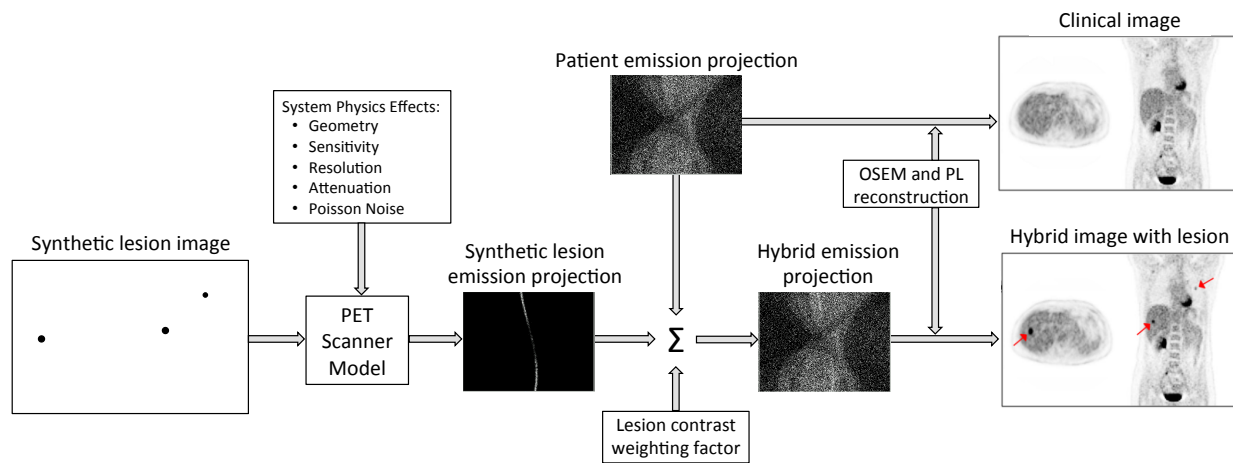 Clinical image
Patient emission projection
System Physics Effects:
• Geometry
• Sensitivity
• Resolution
• Attenuation
• Poisson Noise
OSEM and PL
reconstruction
Synthetic lesion image
Synthetic lesion
emission projection
Hybrid emission
projection
Hybrid image with lesion
PET
Scanner
Model
Σ
Lesion contrast
weighting factor